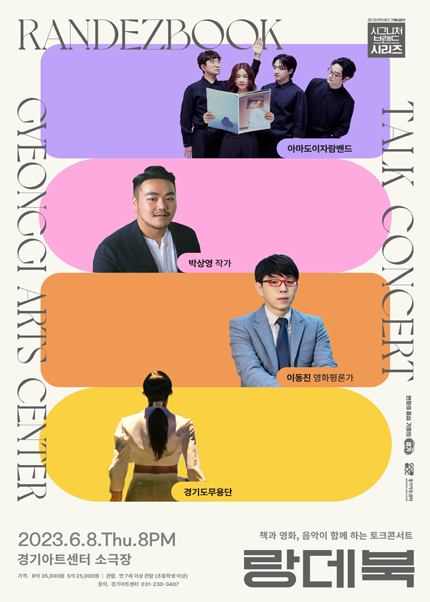 RANDEZBOOK
경기아트센터 기획공연
시그니처
브랜드
시리즈
GYEONGGI ARTS CENTER
TALK CONCERT
아마도이자람밴드
박상영 작가
이동진 영화평론가
경기도무용단
경기아트센터
2023.6.8.Thu.8PM
경기아트센터 소극장
가격. R석 35,000원 S석 25,000원 | 관람. 만 7세 이상 관람 (초등학생 이상)
문의. 경기아트센터 031-230-3407
책과 영화, 음악이 함께 하는 토크콘서트
랑데북